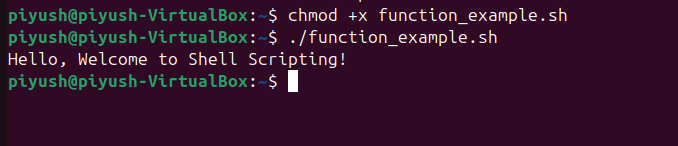 piyush@piyush-VirtualBox:~$ chmod +x function_example.sh
piyush@piyush-VirtualBox:~$ ./function_example.sh
Hello, Welcome to Shell Scripting!
piyush@piyush-VirtualBox:~$